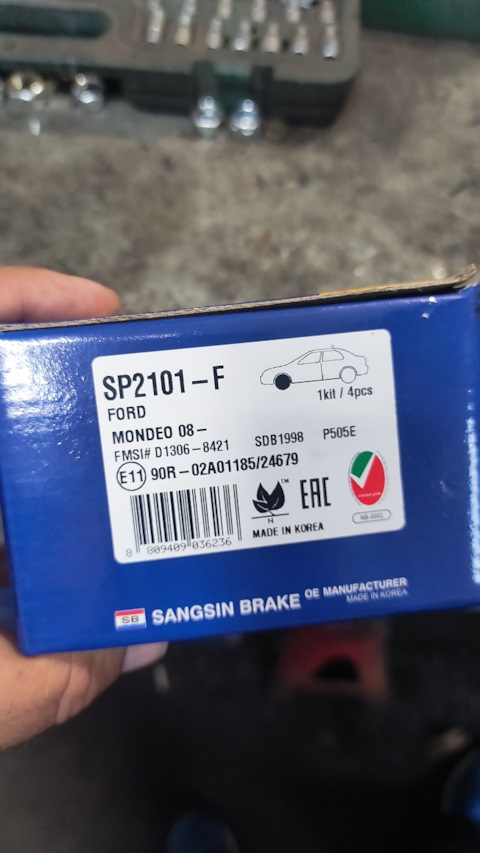 SP2101-F
FORD
1kit / 4pcs
MONDEO 08-
FMSI# D1306-8421 SDB1998 P505E
E11 90R-02A01185/24679
TM
EAC
N
MADE IN KOREA
8 809409 036236
SB SANGSIN BRAKE OE MANUFACTURER
MADE IN KOREA